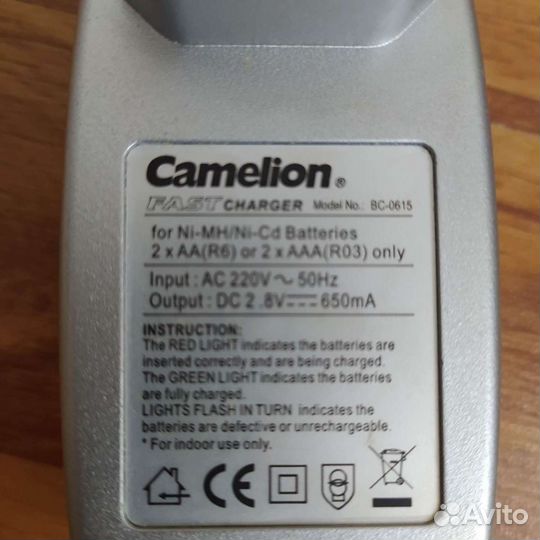 Camelion®
FAST CHARGER Model No.: BC-0615
for Ni-MH/Ni-Cd Batteries
2 x AA(R6) or 2 x AAA(R03) only
Input : AC 220V ~ 50Hz
Output : DC 2 .8V⎓650mA
INSTRUCTION:
The RED LIGHT indicates the batteries are
inserted correctly and are being charged.
The GREEN LIGHT indicates the batteries
are fully charged.
LIGHTS FLASH IN TURN indicates the
batteries are defective or unrechargeable.
*For indoor use only.
CE
Avito